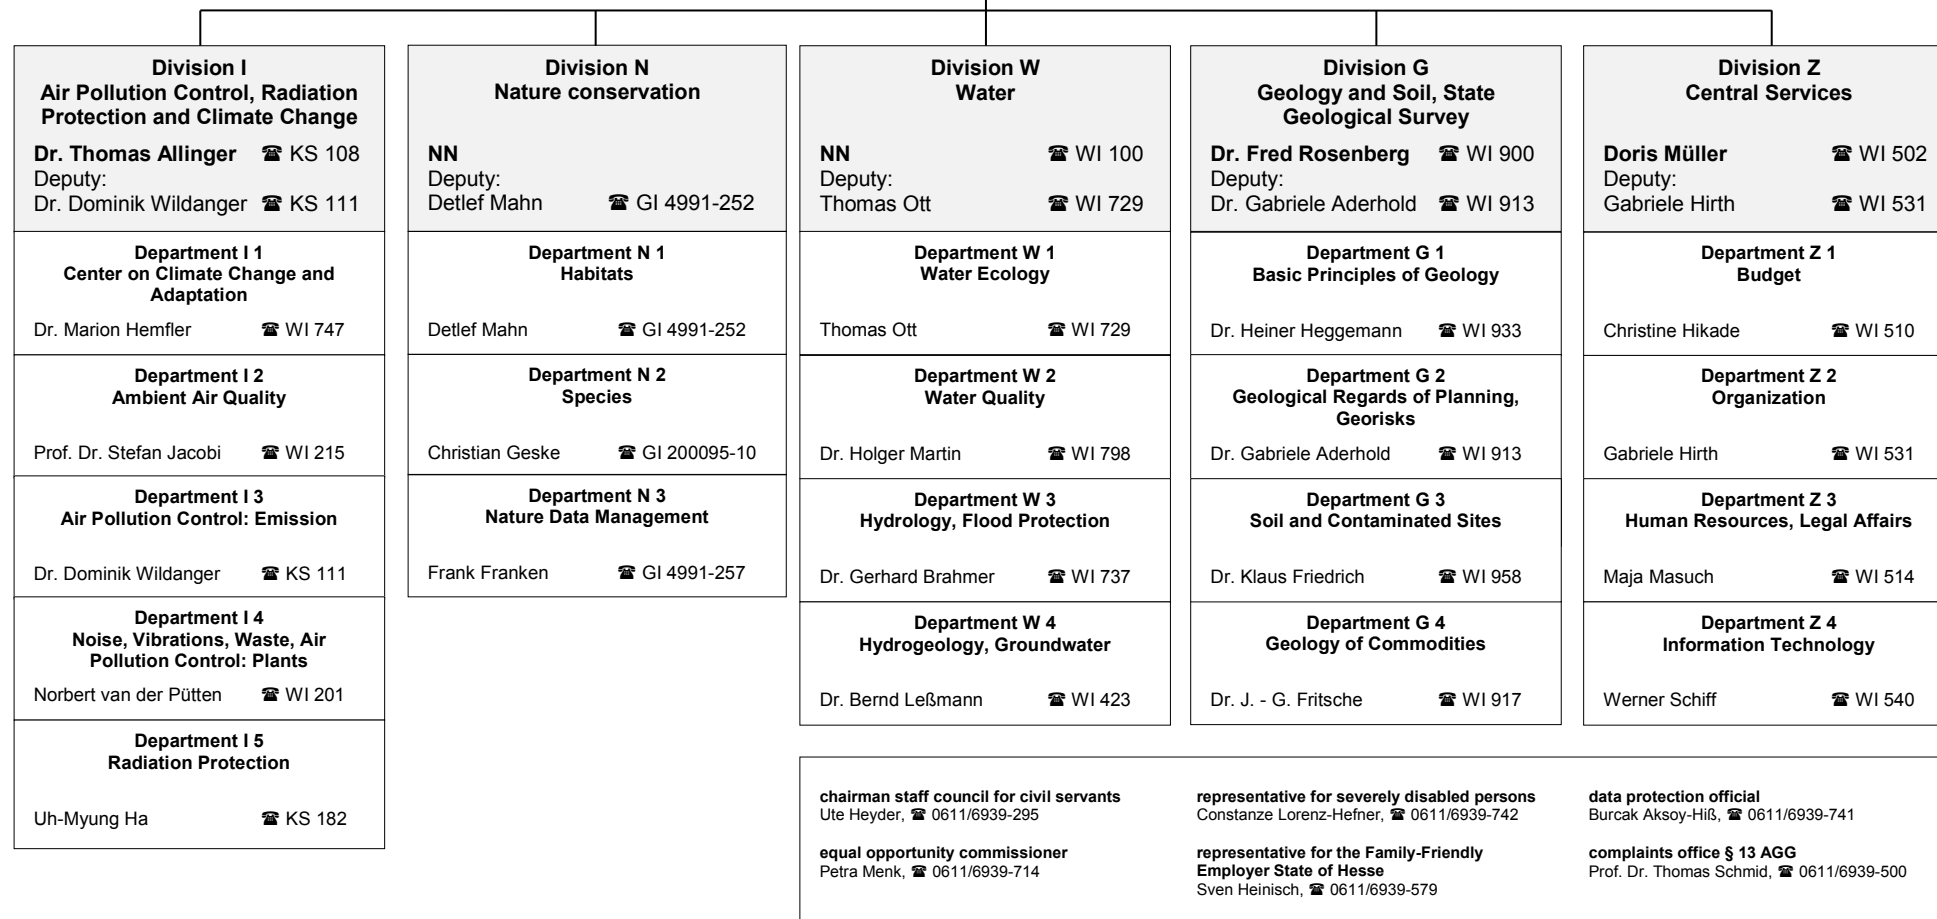 Division I
Air Pollution Control, Radiation
Protection and Climate Change
Dr. Thomas Allinger ☎ KS 108
Deputy:
Dr. Dominik Wildanger ☎ KS 111
Department I 1
Center on Climate Change and
Adaptation
Dr. Marion Hemfler ☎ WI 747
Department I 2
Ambient Air Quality
Prof. Dr. Stefan Jacobi ☎ WI 215
Department I 3
Air Pollution Control: Emission
Dr. Dominik Wildanger ☎ KS 111
Department I 4
Noise, Vibrations, Waste, Air
Pollution Control: Plants
Norbert van der Pütten ☎ WI 201
Department I 5
Radiation Protection
Uh-Myung Ha ☎ KS 182
Division N
Nature conservation
NN
Deputy:
Detlef Mahn ☎ GI 4991-252
Department N 1
Habitats
Detlef Mahn ☎ GI 4991-252
Department N 2
Species
Christian Geske ☎ GI 200095-10
Department N 3
Nature Data Management
Frank Franken ☎ GI 4991-257
Division W
Water
NN ☎ WI 100
Deputy:
Thomas Ott ☎ WI 729
Department W 1
Water Ecology
Thomas Ott ☎ WI 729
Department W 2
Water Quality
Dr. Holger Martin ☎ WI 798
Department W 3
Hydrology, Flood Protection
Dr. Gerhard Brahmer ☎ WI 737
Department W 4
Hydrogeology, Groundwater
Dr. Bernd Leßmann ☎ WI 423
Division G
Geology and Soil, State
Geological Survey
Dr. Fred Rosenberg ☎ WI 900
Deputy:
Dr. Gabriele Aderhold ☎ WI 913
Department G 1
Basic Principles of Geology
Dr. Heiner Heggemann ☎ WI 933
Department G 2
Geological Regards of Planning,
Georisks
Dr. Gabriele Aderhold ☎ WI 913
Department G 3
Soil and Contaminated Sites
Dr. Klaus Friedrich ☎ WI 958
Department G 4
Geology of Commodities
Dr. J. - G. Fritsche ☎ WI 917
Division Z
Central Services
Doris Müller ☎ WI 502
Deputy:
Gabriele Hirth ☎ WI 531
Department Z 1
Budget
Christine Hikade ☎ WI 510
Department Z 2
Organization
Gabriele Hirth ☎ WI 531
Department Z 3
Human Resources, Legal Affairs
Maja Masuch ☎ WI 514
Department Z 4
Information Technology
Werner Schiff ☎ WI 540
chairman staff council for civil servants
Ute Heyder, ☎ 0611/6939-295
equal opportunity commissioner
Petra Menk, ☎ 0611/6939-714
representative for severely disabled persons
Constanze Lorenz-Hefner, ☎ 0611/6939-742
representative for the Family-Friendly
Employer State of Hesse
Sven Heinisch, ☎ 0611/6939-579
data protection official
Burcak Aksoy-Hiß, ☎ 0611/6939-741
complaints office § 13 AGG
Prof. Dr. Thomas Schmid, ☎ 0611/6939-500